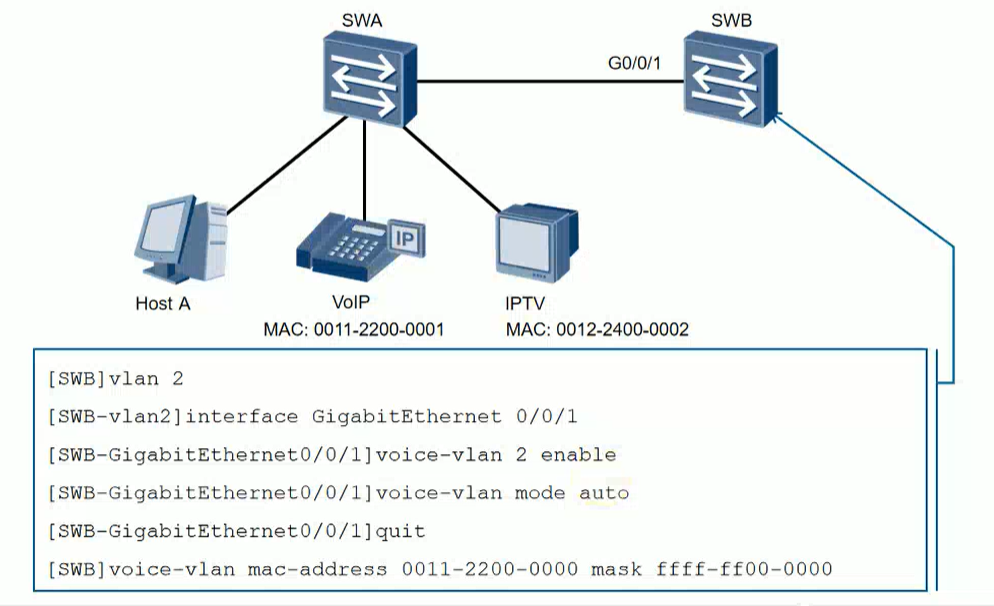 SWA
SWB
G0/0/1
IP
Host A
VoIP
IPTV
MAC: 0011-2200-0001
MAC: 0012-2400-0002
[SWB]vlan 2
[SWB-vlan2]interface GigabitEthernet 0/0/1
[SWB-GigabitEthernet0/0/1]voice-vlan 2 enable
[SWB-GigabitEthernet0/0/1]voice-vlan mode auto
[SWB-GigabitEthernet0/0/1]quit
[SWB]voice-vlan mac-address 0011-2200-0000 mask ffff-ff00-0000